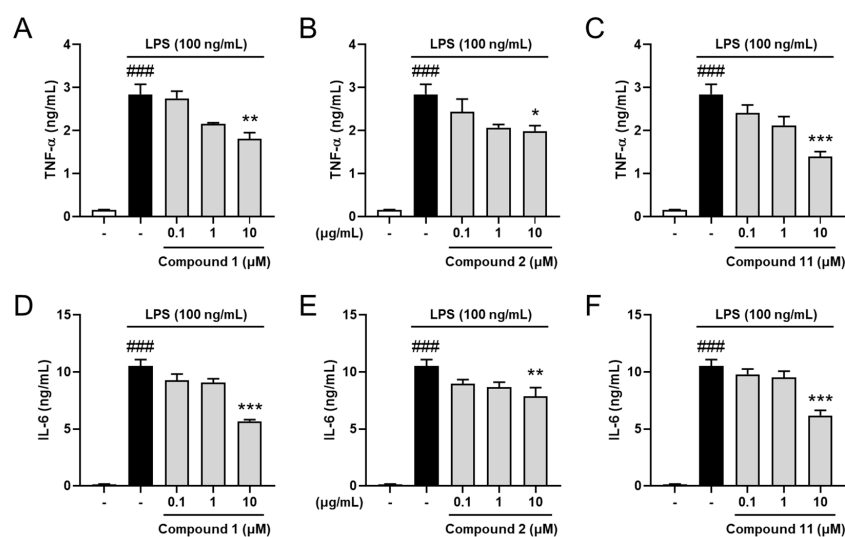 A
LPS (100 ng/mL)
###
**
TNF-α (ng/mL)
4
3
2
1
0
- - 0.1 1 10
Compound 1 (μM)
B
LPS (100 ng/mL)
###
*
TNF-α (ng/mL)
4
3
2
1
0
(μg/mL) - - 0.1 1 10
Compound 2 (μM)
C
LPS (100 ng/mL)
###
***
TNF-α (ng/mL)
4
3
2
1
0
- - 0.1 1 10
Compound 11 (μM)
D
LPS (100 ng/mL)
###
***
IL-6 (ng/mL)
15
10
5
0
- - 0.1 1 10
Compound 1 (μM)
E
LPS (100 ng/mL)
###
**
IL-6 (ng/mL)
15
10
5
0
(μg/mL) - - 0.1 1 10
Compound 2 (μM)
F
LPS (100 ng/mL)
###
***
IL-6 (ng/mL)
15
10
5
0
- - 0.1 1 10
Compound 11 (μM)